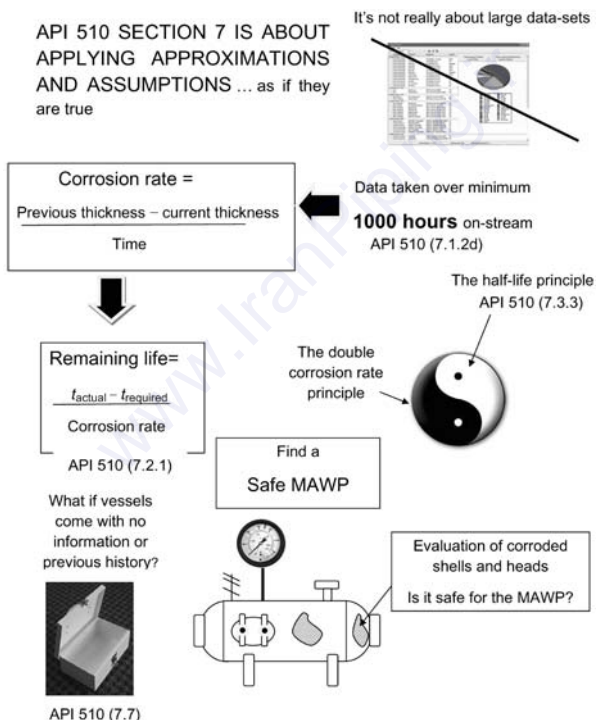 API 510 SECTION 7 IS ABOUT
APPLYING APPROXIMATIONS
AND ASSUMPTIONS ... as if they
are true
It's not really about large data-sets
Corrosion rate =
Previous thickness – current thickness
Time
Data taken over minimum
1000 hours on-stream
API 510 (7.1.2d)
The half-life principle
API 510 (7.3.3)
The double
corrosion rate
principle
Remaining life=
t_actual – t_required
Corrosion rate
API 510 (7.2.1)
Find a
Safe MAWP
What if vessels
come with no
information or
previous history?
Evaluation of corroded
shells and heads
Is it safe for the MAWP?
API 510 (7.7)
www.IranPiping